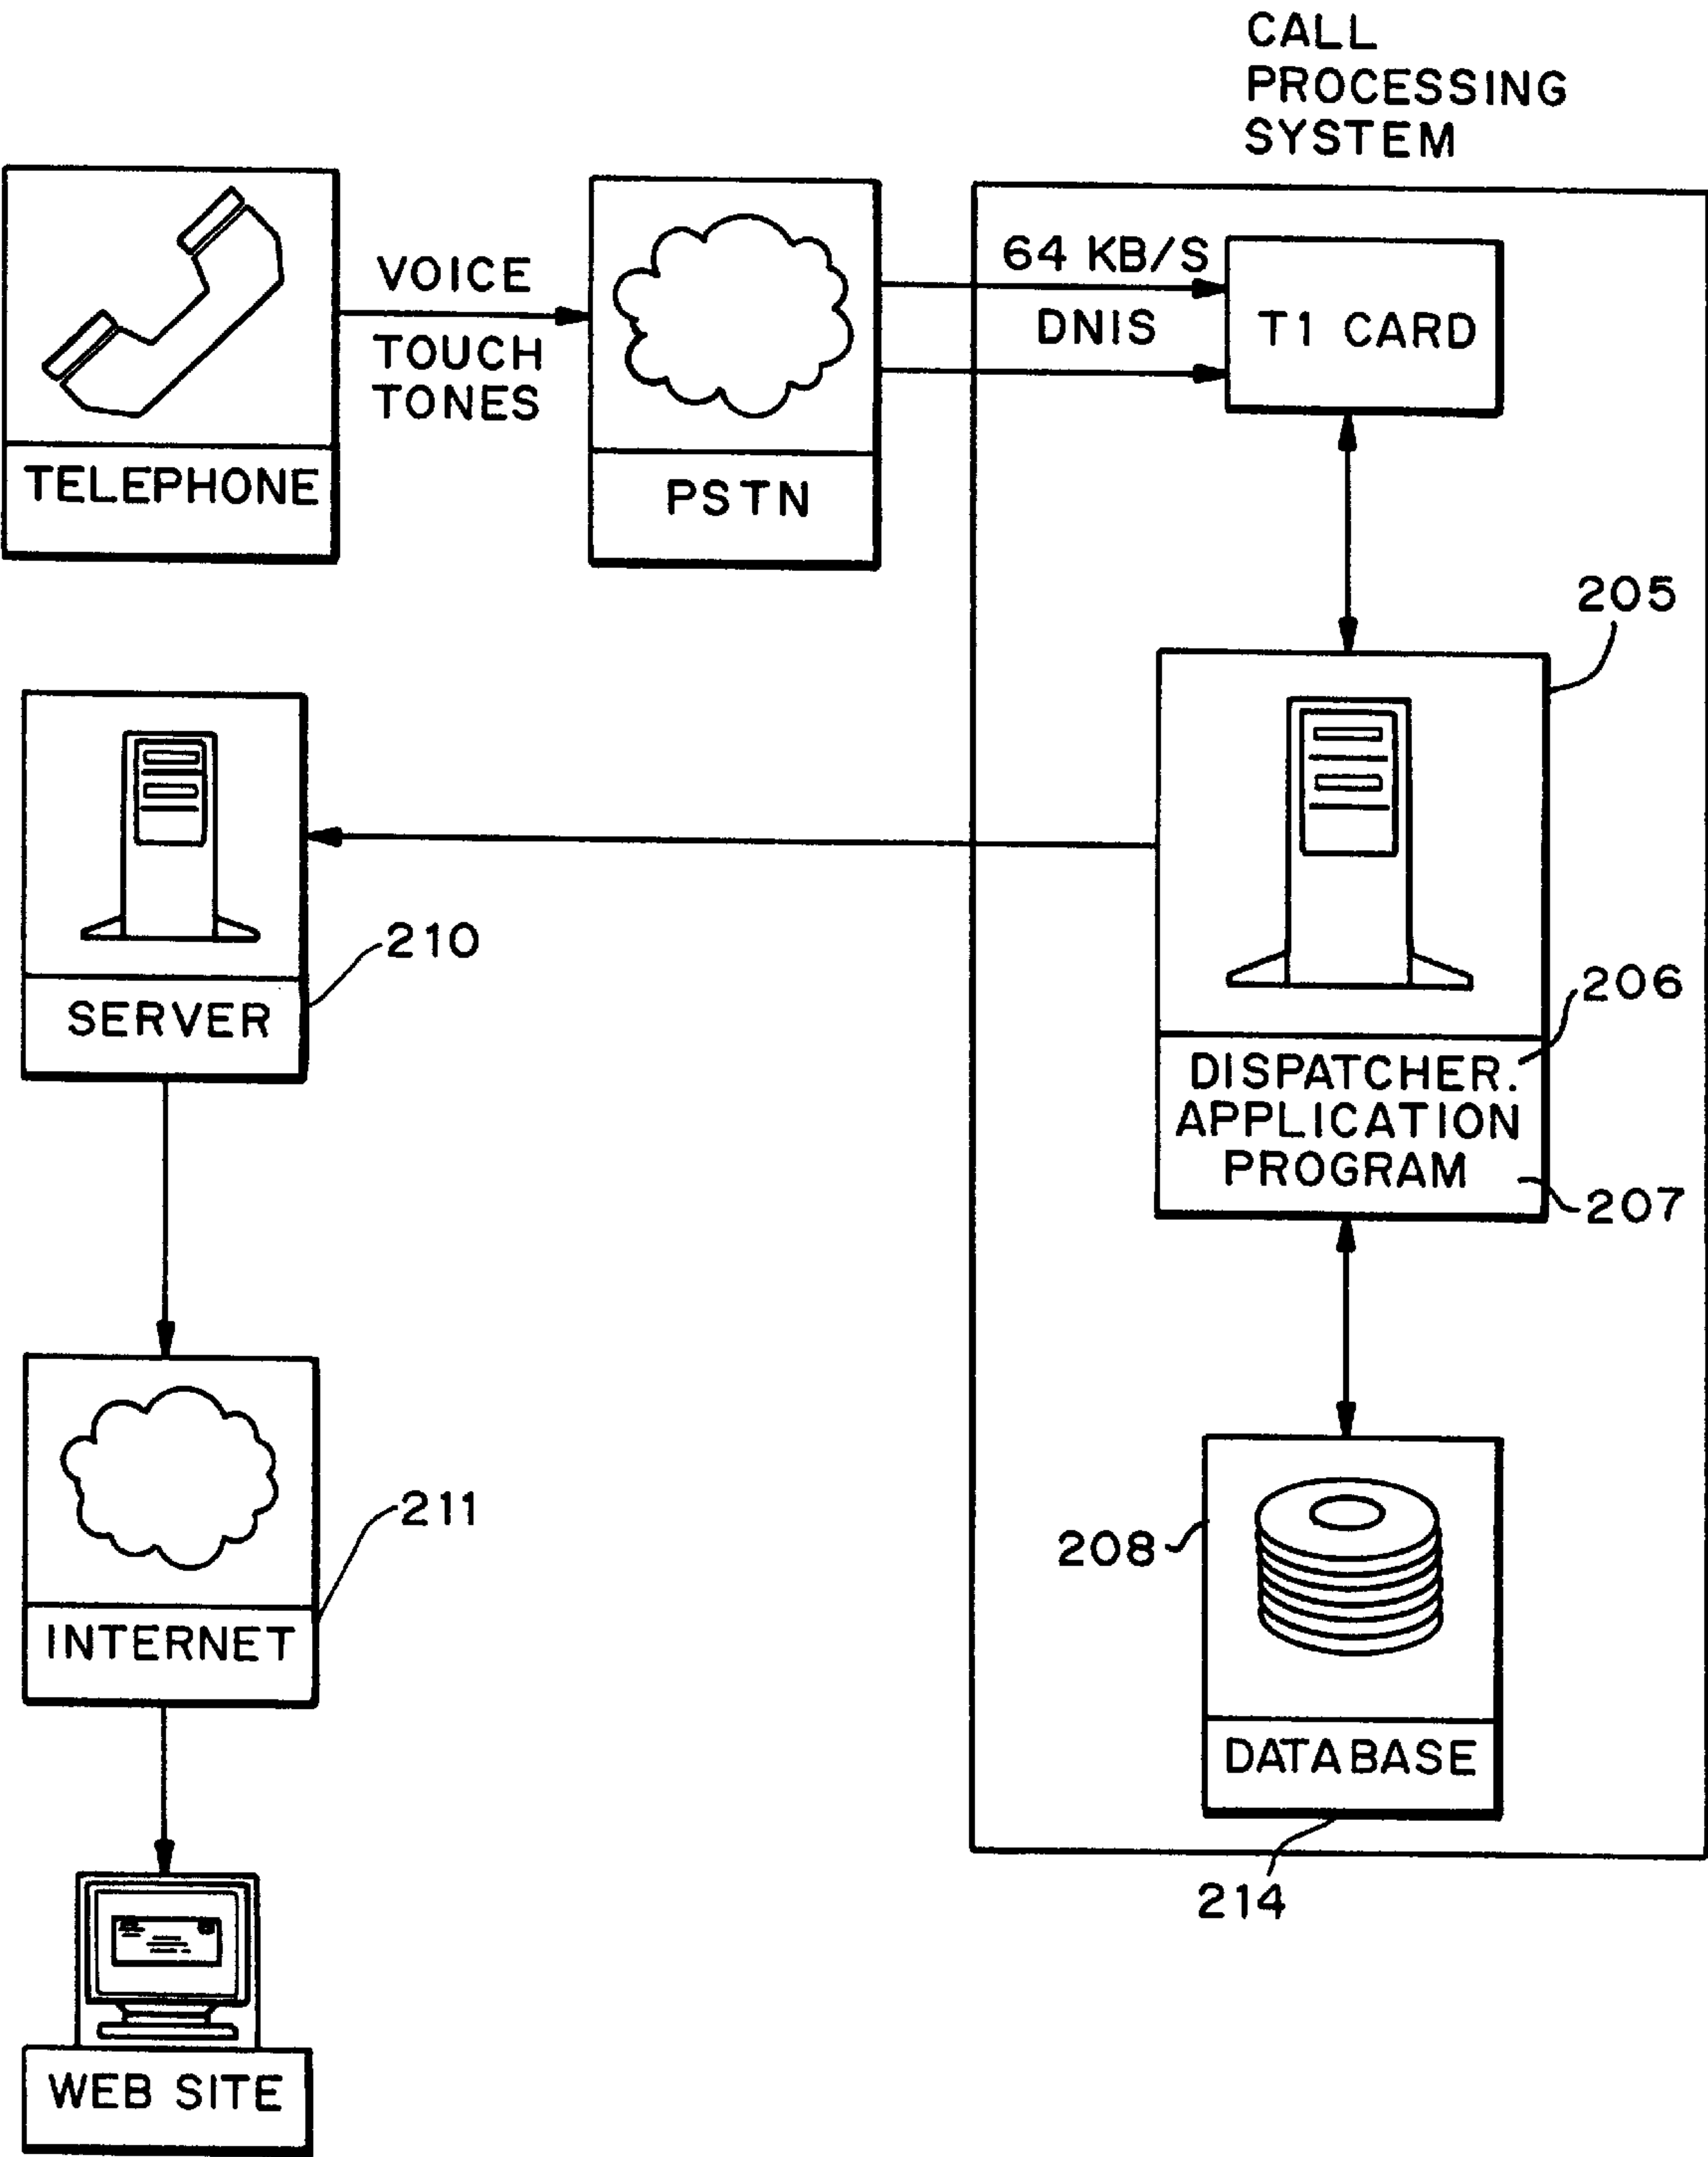 CALL
PROCESSING
SYSTEM
VOICE
TOUCH
TONES
TELEPHONE
PSTN
64 KB/S
DNIS
T1 CARD
205
210
SERVER
206
DISPATCHER.
APPLICATION
PROGRAM
207
211
INTERNET
208
DATABASE
214
WEB SITE